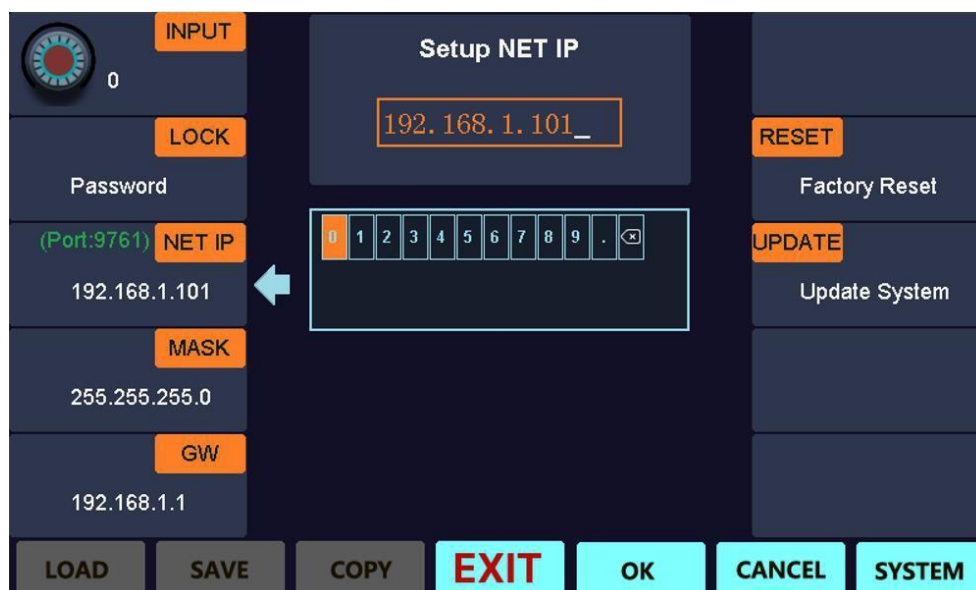 INPUT
0
LOCK
Password
(Port:9761) NET IP
192.168.1.101
MASK
255.255.255.0
GW
192.168.1.1
Setup NET IP
192.168.1.101_
0 1 2 3 4 5 6 7 8 9 .
RESET
Factory Reset
UPDATE
Update System
LOAD SAVE COPY EXIT OK CANCEL SYSTEM